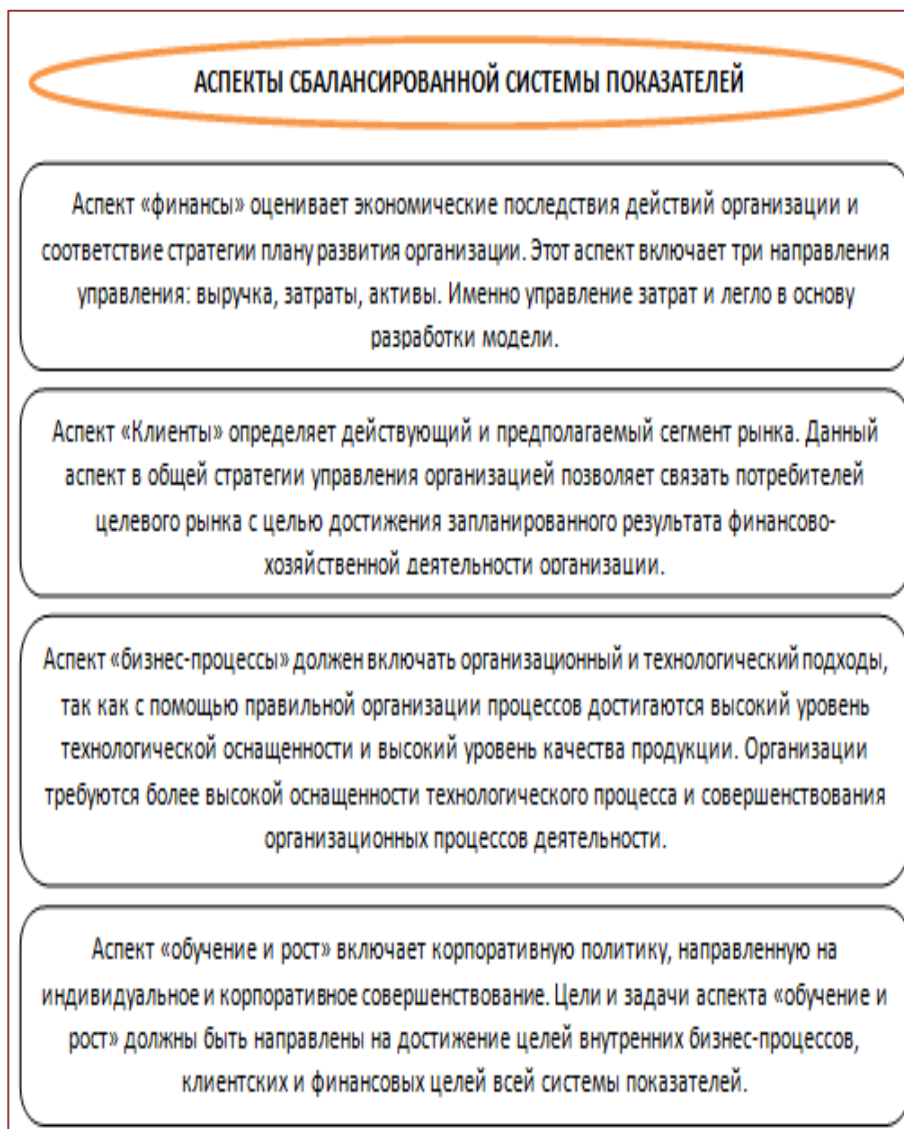 АСПЕКТЫ СБАЛАНСИРОВАННОЙ СИСТЕМЫ ПОКАЗАТЕЛЕЙ
Аспект «финансы» оценивает экономические последствия действий организации и
соответствие стратегии плану развития организации. Этот аспект включает три направления
управления: выручка, затраты, активы. Именно управление затрат и легло в основу
разработки модели.
Аспект «Клиенты» определяет действующий и предполагаемый сегмент рынка. Данный
аспект в общей стратегии управления организацией позволяет связать потребителей
целевого рынка с целью достижения запланированного результата финансово-
хозяйственной деятельности организации.
Аспект «бизнес-процессы» должен включать организационный и технологический подходы,
так как с помощью правильной организации процессов достигаются высокий уровень
технологической оснащенности и высокий уровень качества продукции. Организации
требуются более высокой оснащенности технологического процесса и совершенствования
организационных процессов деятельности.
Аспект «обучение и рост» включает корпоративную политику, направленную на
индивидуальное и корпоративное совершенствование. Цели и задачи аспекта «обучение и
рост» должны быть направлены на достижение целей внутренних бизнес-процессов,
клиентских и финансовых целей всей системы показателей.